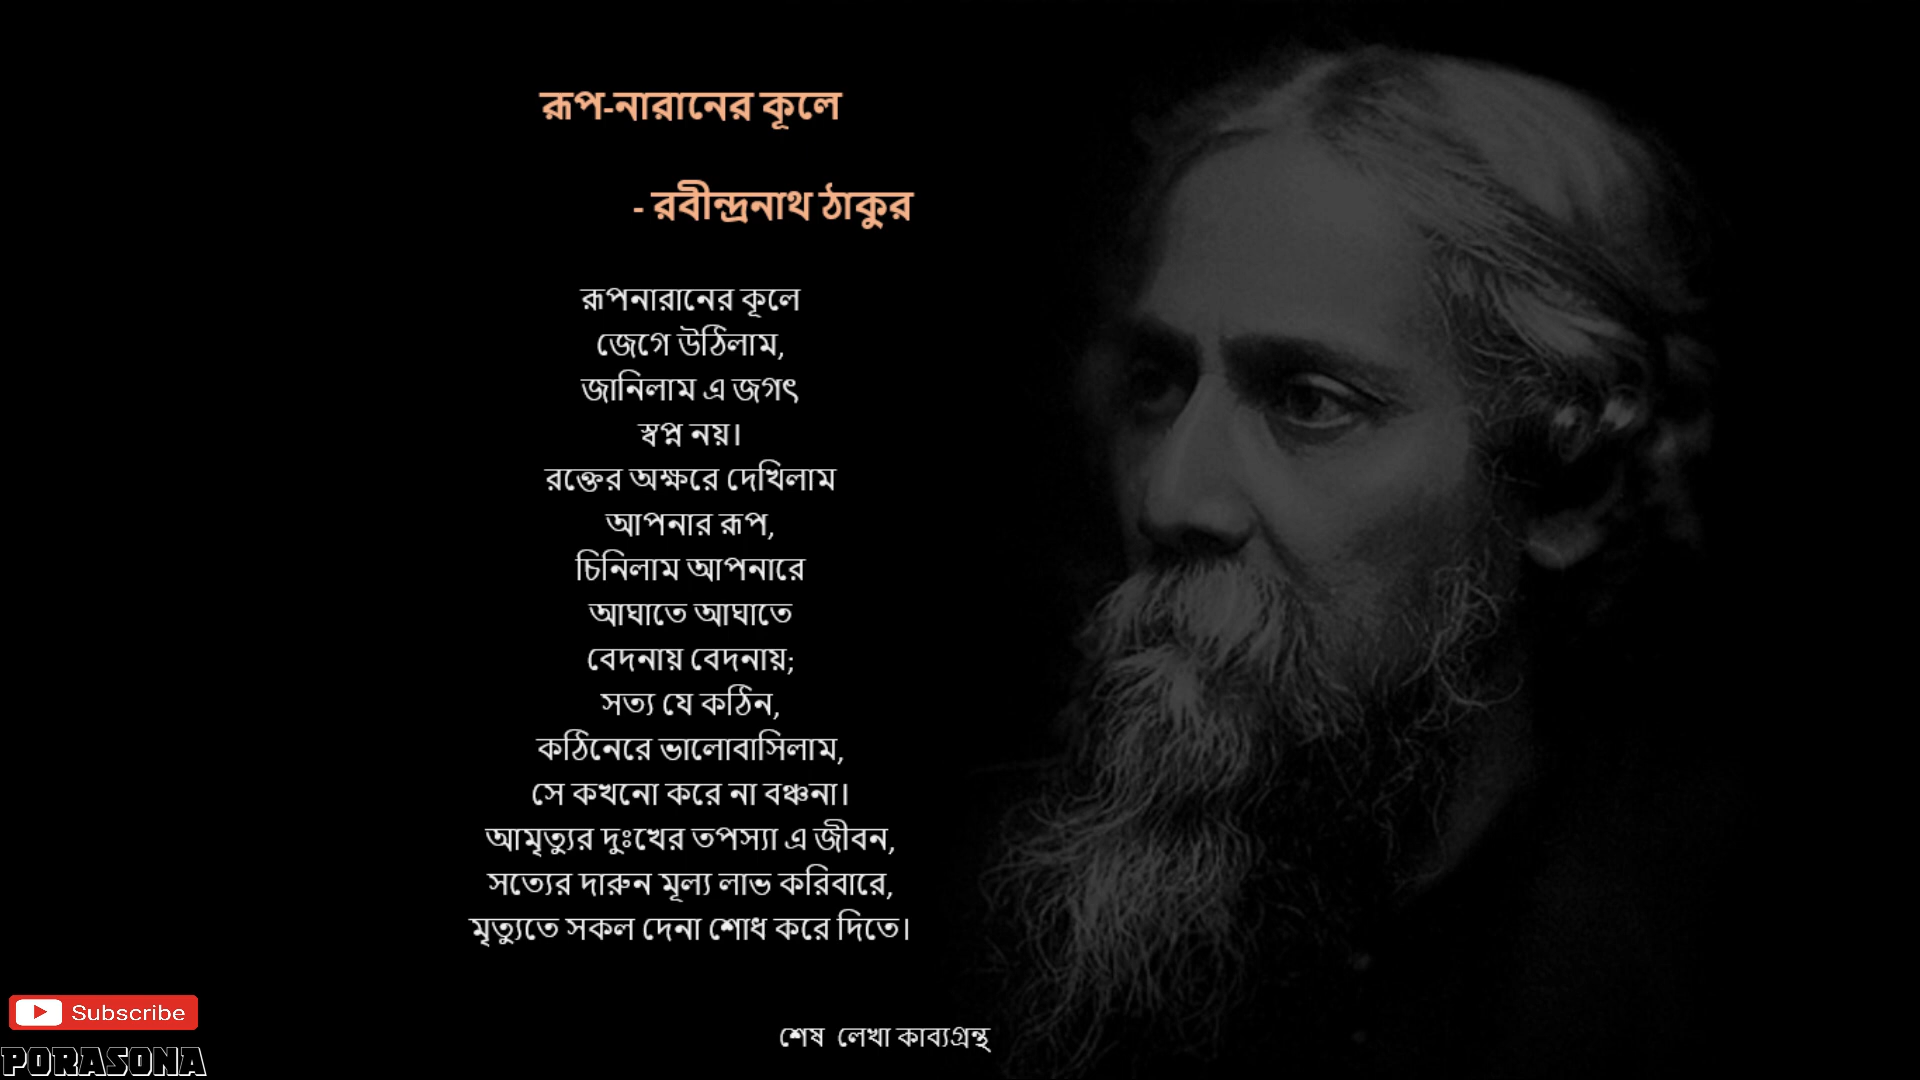 রূপ-নারানের কূলে
- রবীন্দ্রনাথ ঠাকুর
রূপনারানের কূলে
জেগে উঠিলাম,
জানিলাম এ জগৎ
স্বপ্ন নয়।
রক্তের অক্ষরে দেখিলাম
আপনার রূপ,
চিনিলাম আপনারে
আঘাতে আঘাতে
বেদনায় বেদনায়;
সত্য যে কঠিন,
কঠিনেরে ভালোবাসিলাম,
সে কখনো করে না বঞ্চনা।
আমৃত্যুর দুঃখের তপস্যা এ জীবন,
সত্যের দারুন মূল্য লাভ করিবারে,
মৃত্যুতে সকল দেনা শোধ করে দিতে।
Subscribe
শেষ লেখা কাব্যগ্রন্থ
PORASONA